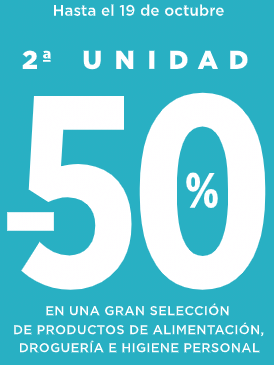 Hasta el 19 de octubre
2ª UNIDAD
-50%
EN UNA GRAN SELECCIÓN
DE PRODUCTOS DE ALIMENTACIÓN,
DROGUERÍA E HIGIENE PERSONAL